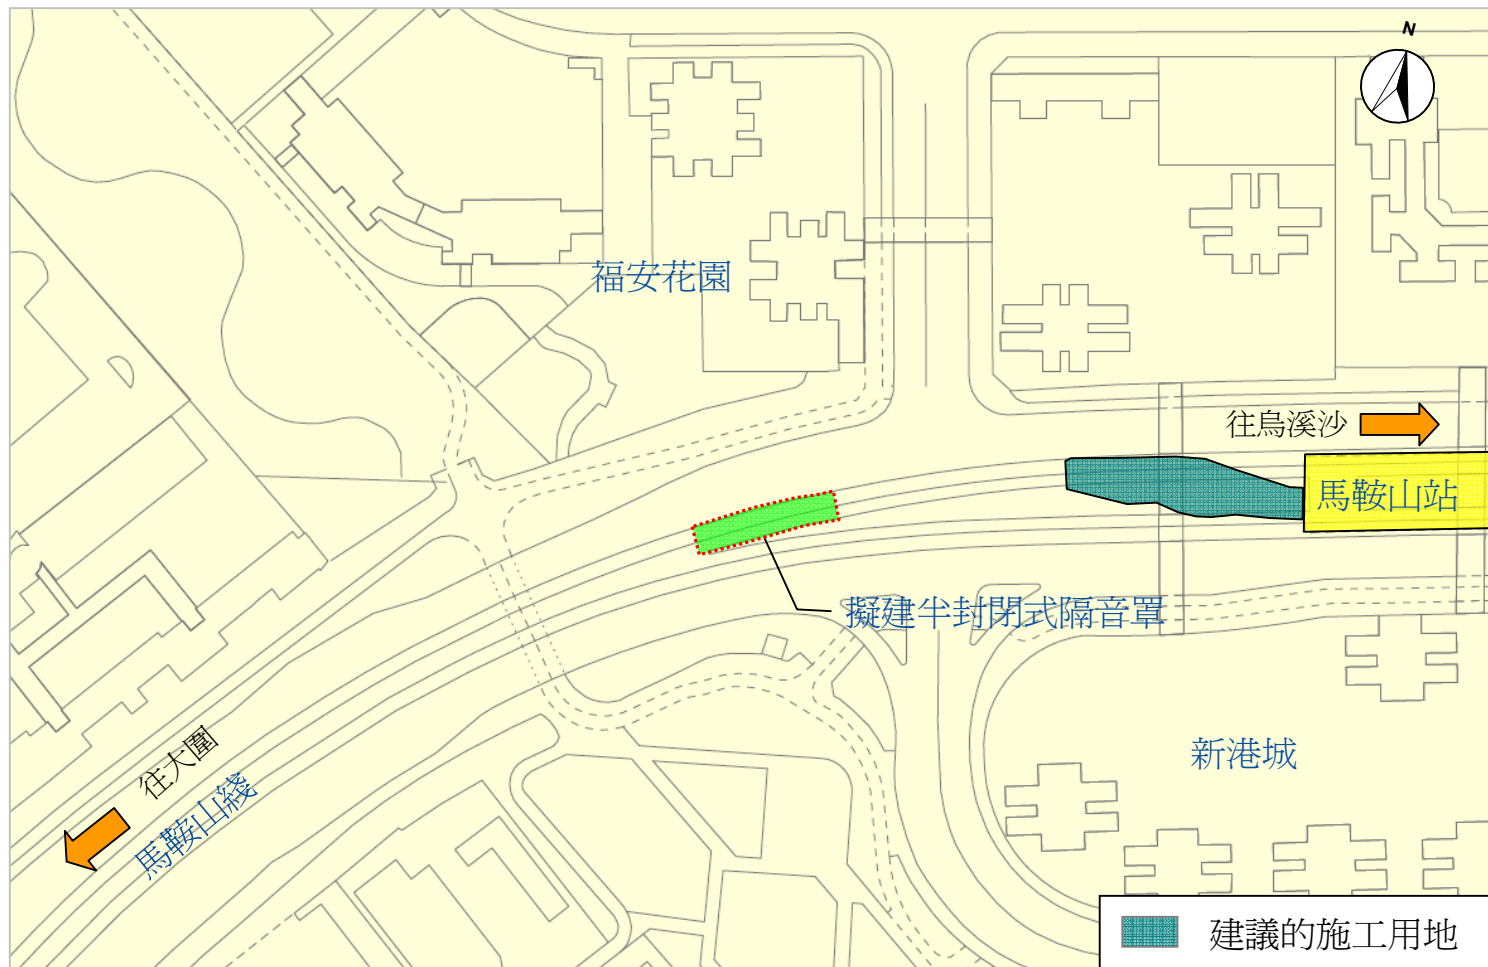 N
福安花園
往烏溪沙
馬鞍山站
擬建半封閉式隔音罩
新港城
往大圍
馬鞍山綫
建議的施工用地